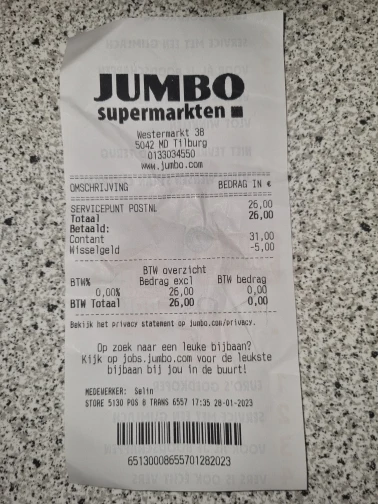 JUMBO
supermarkten
Westermarkt 38
5042 MD Tilburg
0133034550
www.jumbo.com
OMSCHRIJVING BEDRAG IN €
SERVICEPUNT POSTNL 26,00
Totaal 26,00
Betaald:
Contant 31,00
Wisselgeld -5,00
BTW overzicht
BTW% Bedrag excl BTW bedrag
0,00% 26,00 0,00
BTW Totaal 26,00 0,00
Bekijk het privacy statement op jumbo.com/privacy.
Op zoek naar een leuke bijbaan?
Kijk op jobs.jumbo.com voor de leukste
bijbaan bij jou in de buurt!
MEDEWERKER: Selin
STORE 5130 POS 8 TRANS 6557 17:35 28-01-2023
65130008655701282023